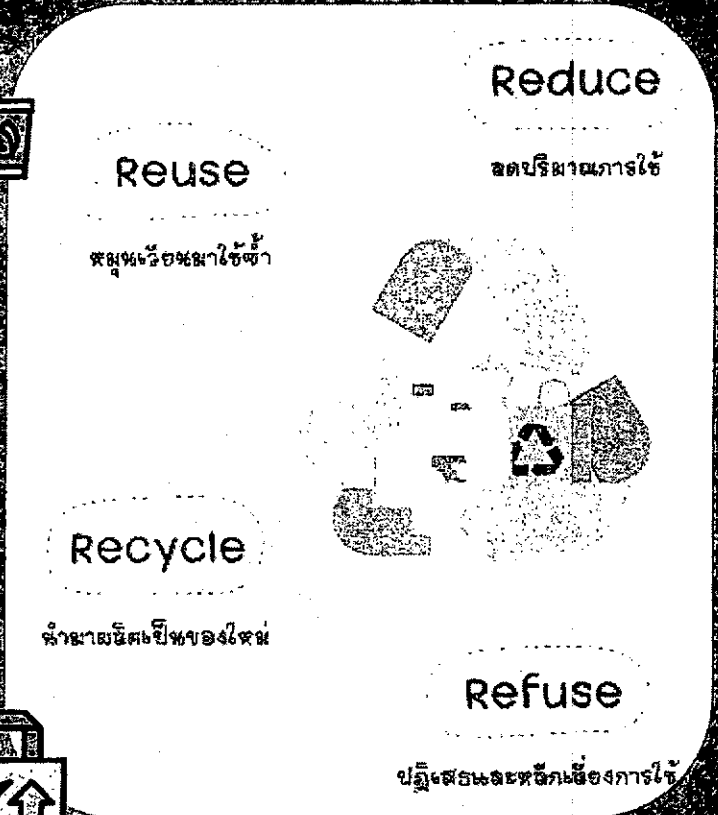 Reduce
ลดปริมาณการใช้
Reuse
หมุนเวียนมาใช้ซ้ำ
Recycle
นำมาผลิตเป็นของใหม่
Refuse
ปฏิเสธและหลีกเลี่ยงการใช้